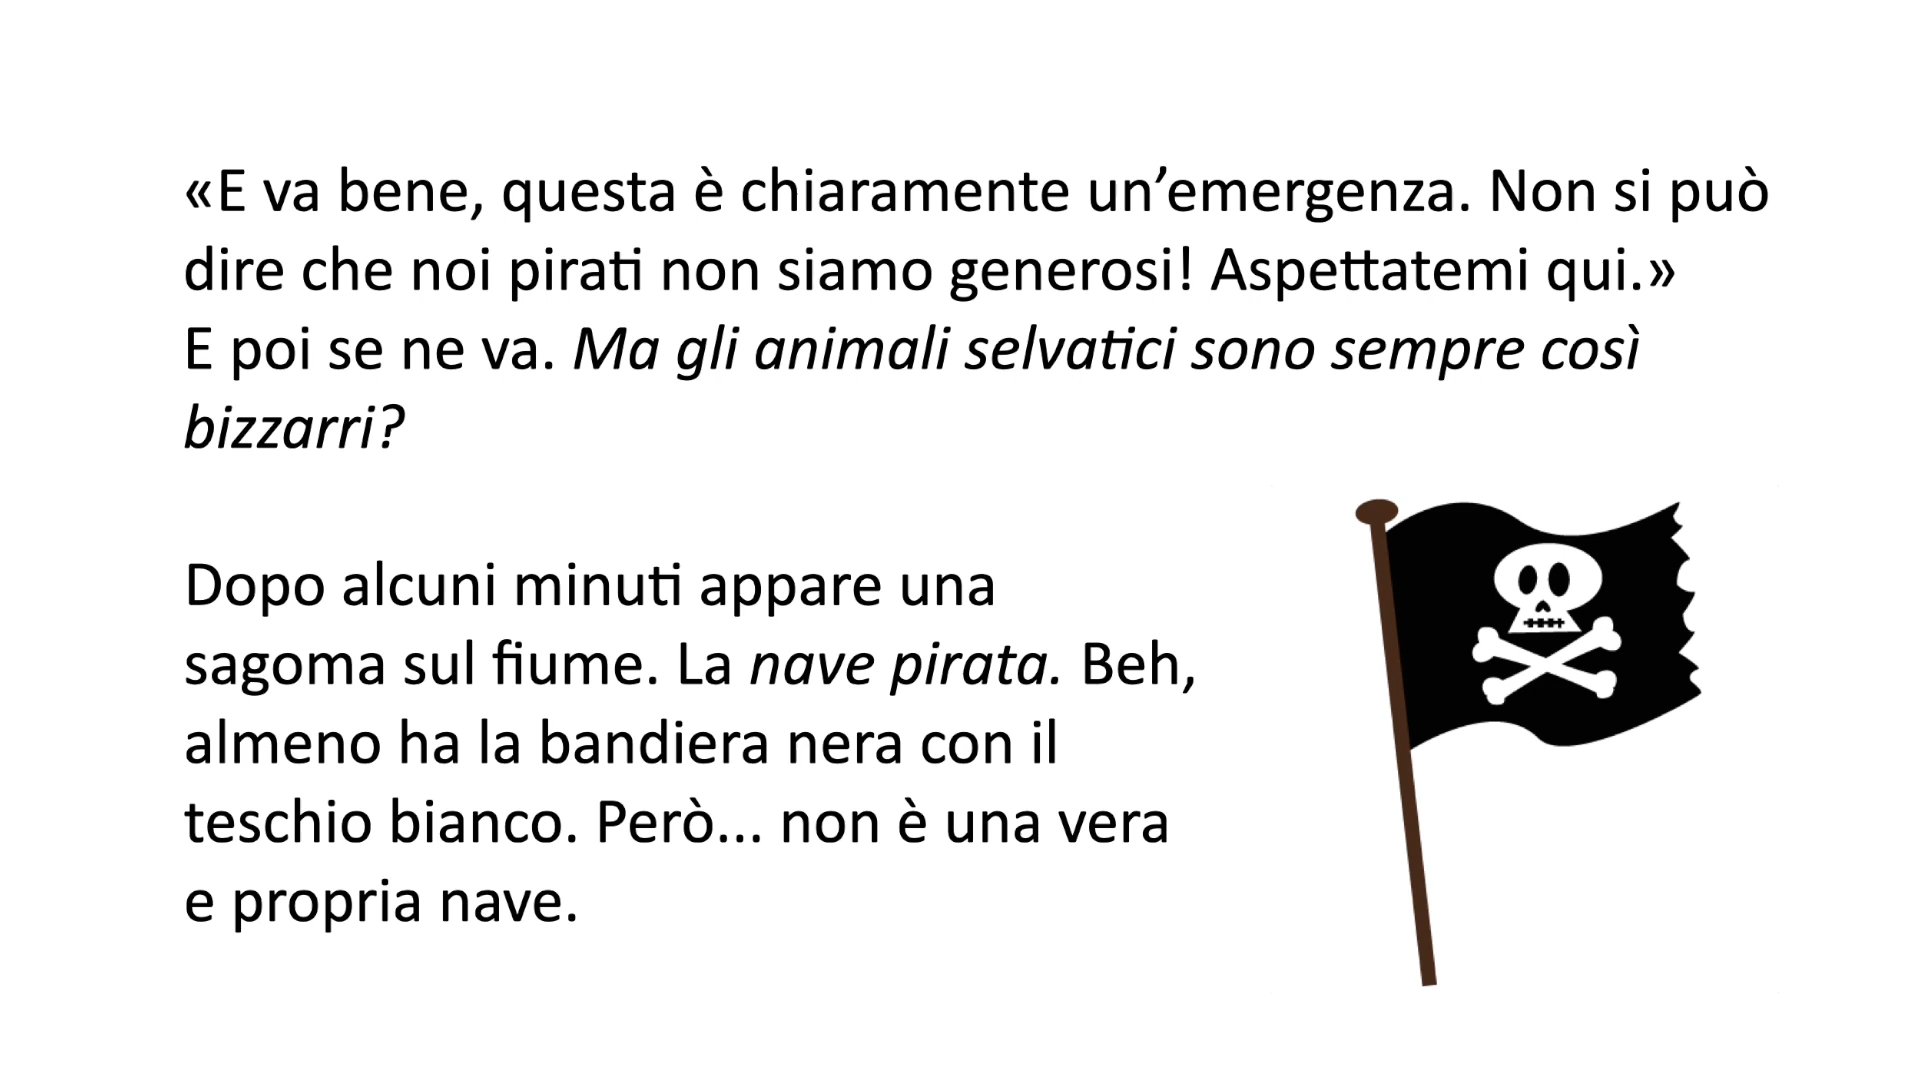 «E va bene, questa è chiaramente un’emergenza. Non si può
dire che noi pirati non siamo generosi! Aspettatemi qui.»
E poi se ne va. Ma gli animali selvatici sono sempre così
bizzarri?
Dopo alcuni minuti appare una
sagoma sul fiume. La nave pirata. Beh,
almeno ha la bandiera nera con il
teschio bianco. Però... non è una vera
e propria nave.